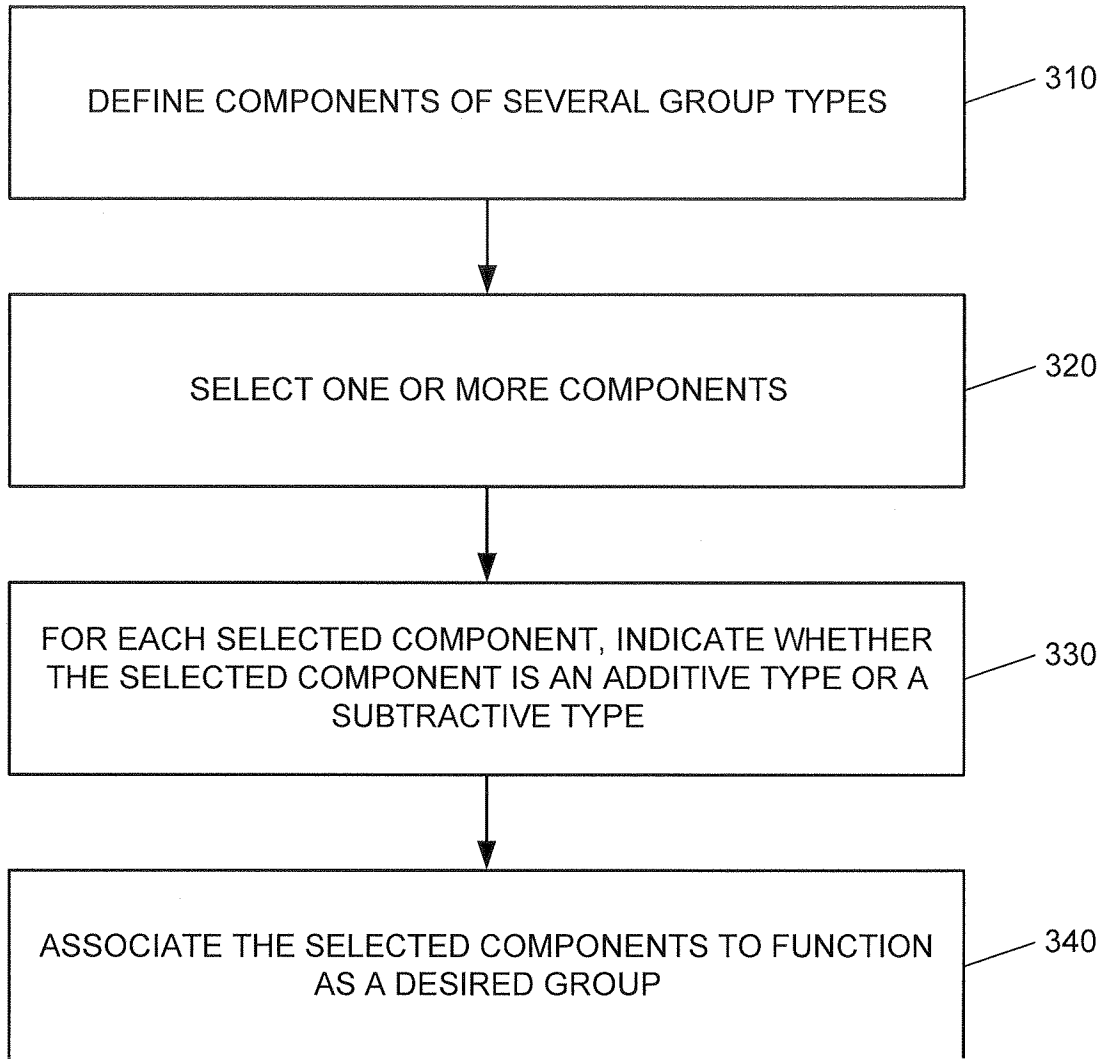 DEFINE COMPONENTS OF SEVERAL GROUP TYPES
310
SELECT ONE OR MORE COMPONENTS
320
FOR EACH SELECTED COMPONENT, INDICATE WHETHER
THE SELECTED COMPONENT IS AN ADDITIVE TYPE OR A
SUBTRACTIVE TYPE
330
ASSOCIATE THE SELECTED COMPONENTS TO FUNCTION
AS A DESIRED GROUP
340